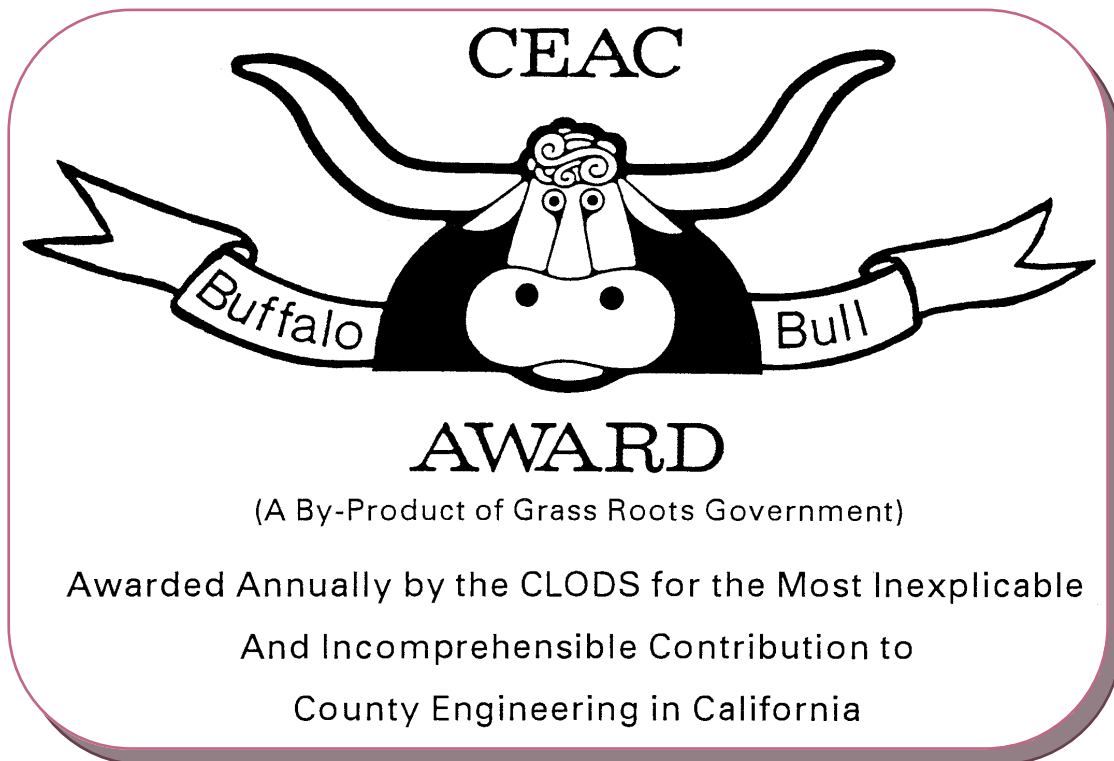 CEAC
Buffalo
Bull
AWARD
(A By-Product of Grass Roots Government)
Awarded Annually by the CLODS for the Most Inexplicable
And Incomprehensible Contribution to
County Engineering in California